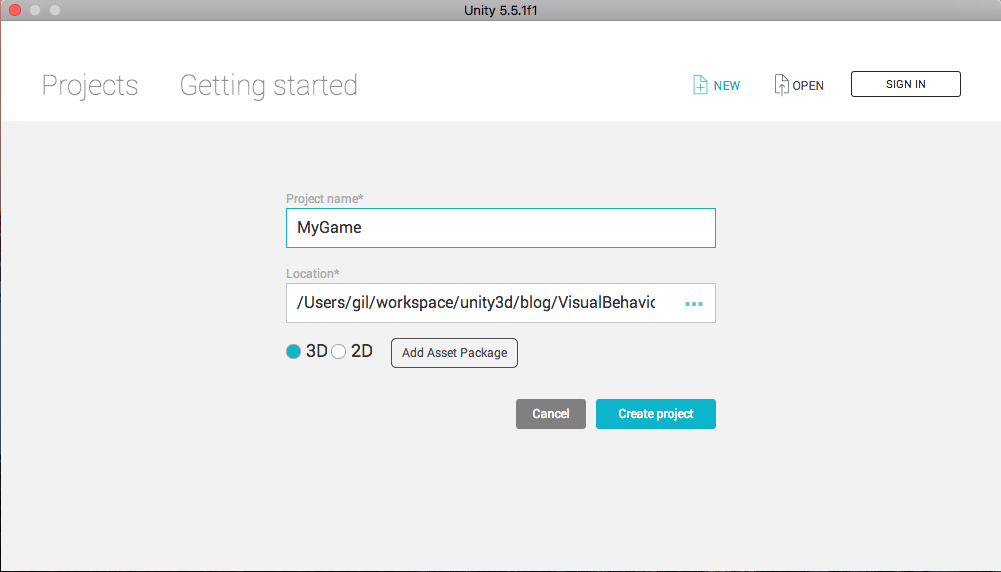 Unity 5.5.1f1
Projects Getting started NEW OPEN SIGN IN
Project name*
MyGame
Location*
/Users/gil/workspace/unity3d/blog/VisualBehavic
3D 2D Add Asset Package
Cancel Create project